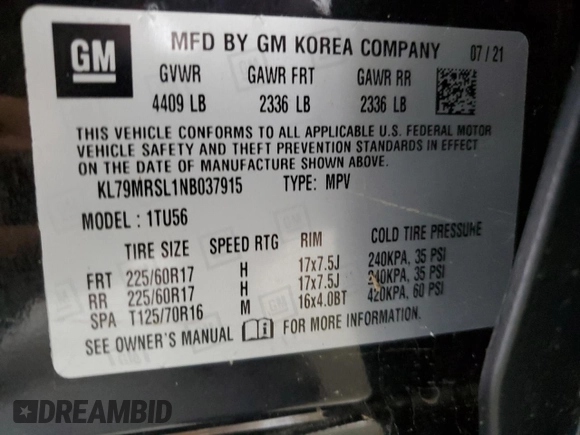 GM
MFD BY GM KOREA COMPANY 07/21
GVWR GAWR FRT GAWR RR
4409 LB 2336 LB 2336 LB
THIS VEHICLE CONFORMS TO ALL APPLICABLE U.S. FEDERAL MOTOR
VEHICLE SAFETY AND THEFT PREVENTION STANDARDS IN EFFECT
ON THE DATE OF MANUFACTURE SHOWN ABOVE.
KL79MRSL1NB037915 TYPE: MPV
MODEL: 1TU56
TIRE SIZE SPEED RTG RIM COLD TIRE PRESSURE
FRT 225/60R17 H 17x7.5J 240KPA, 35 PSI
RR 225/60R17 H 17x7.5J 240KPA, 35 PSI
SPA T125/70R16 M 16x4.0BT 420KPA, 60 PSI
SEE OWNER'S MANUAL FOR MORE INFORMATION.
DREAMBID